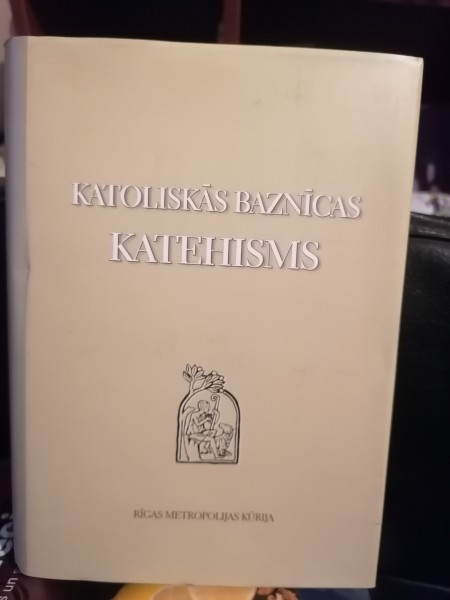 KATOLISKĀS BAZNĪCAS
KATEHISMS
RĪGAS METROPOLIJAS KŪRIJA